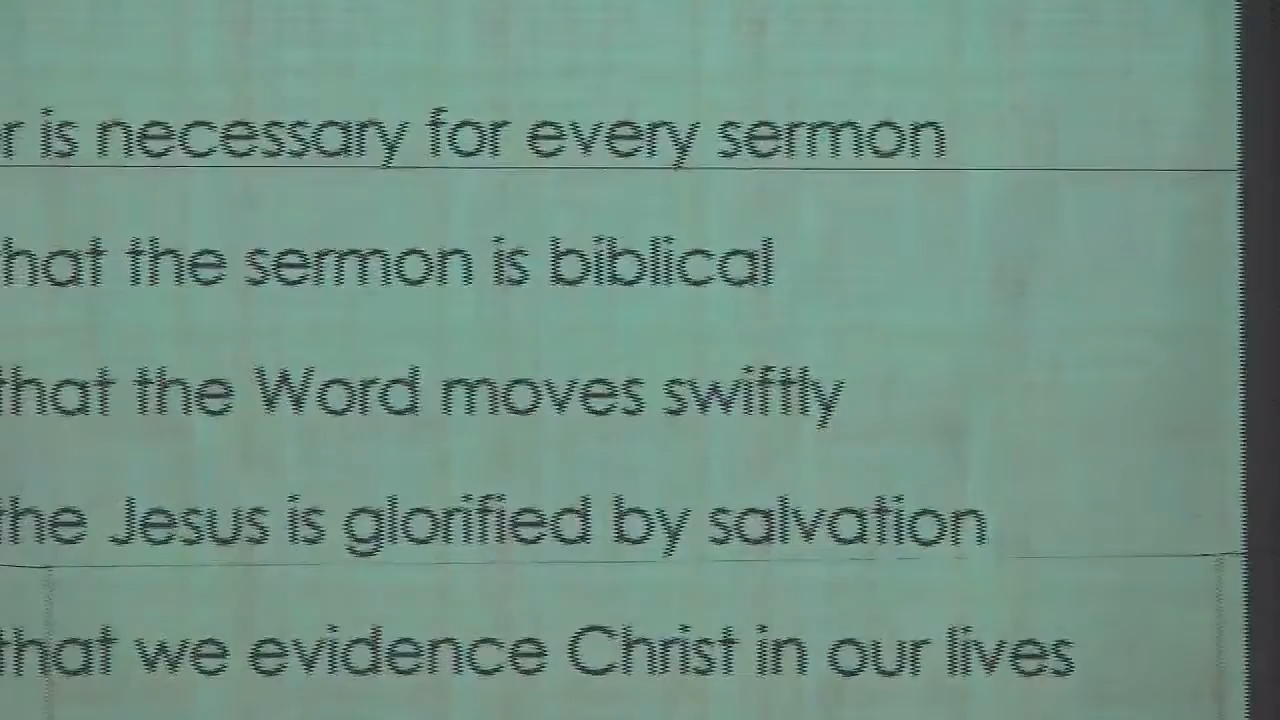 r is necessary for every sermon
hat the sermon is biblical
that the Word moves swiftly
the Jesus is glorified by salvation
that we evidence Christ in our lives